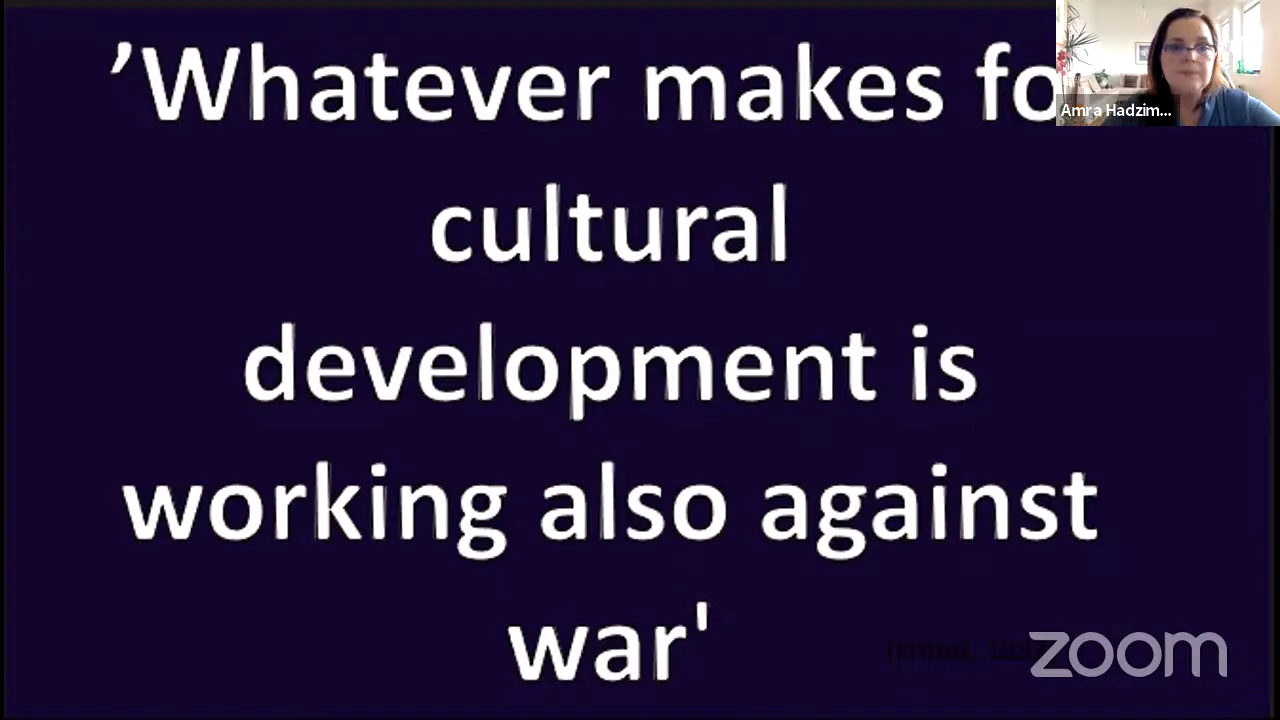 ’Whatever makes fo
cultural
development is
working also against
war'
Amra Hadzim...
zoom